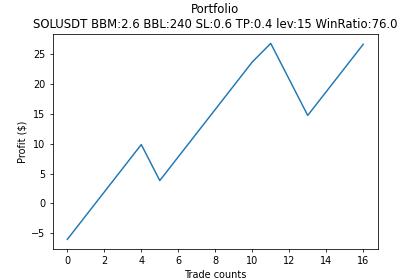 Portfolio
SOLUSDT BBM:2.6 BBL:240 SL:0.6 TP:0.4 lev:15 WinRatio:76.0
25
20
15
10
5
0
−5
Profit ($)
0 2 4 6 8 10 12 14 16
Trade counts